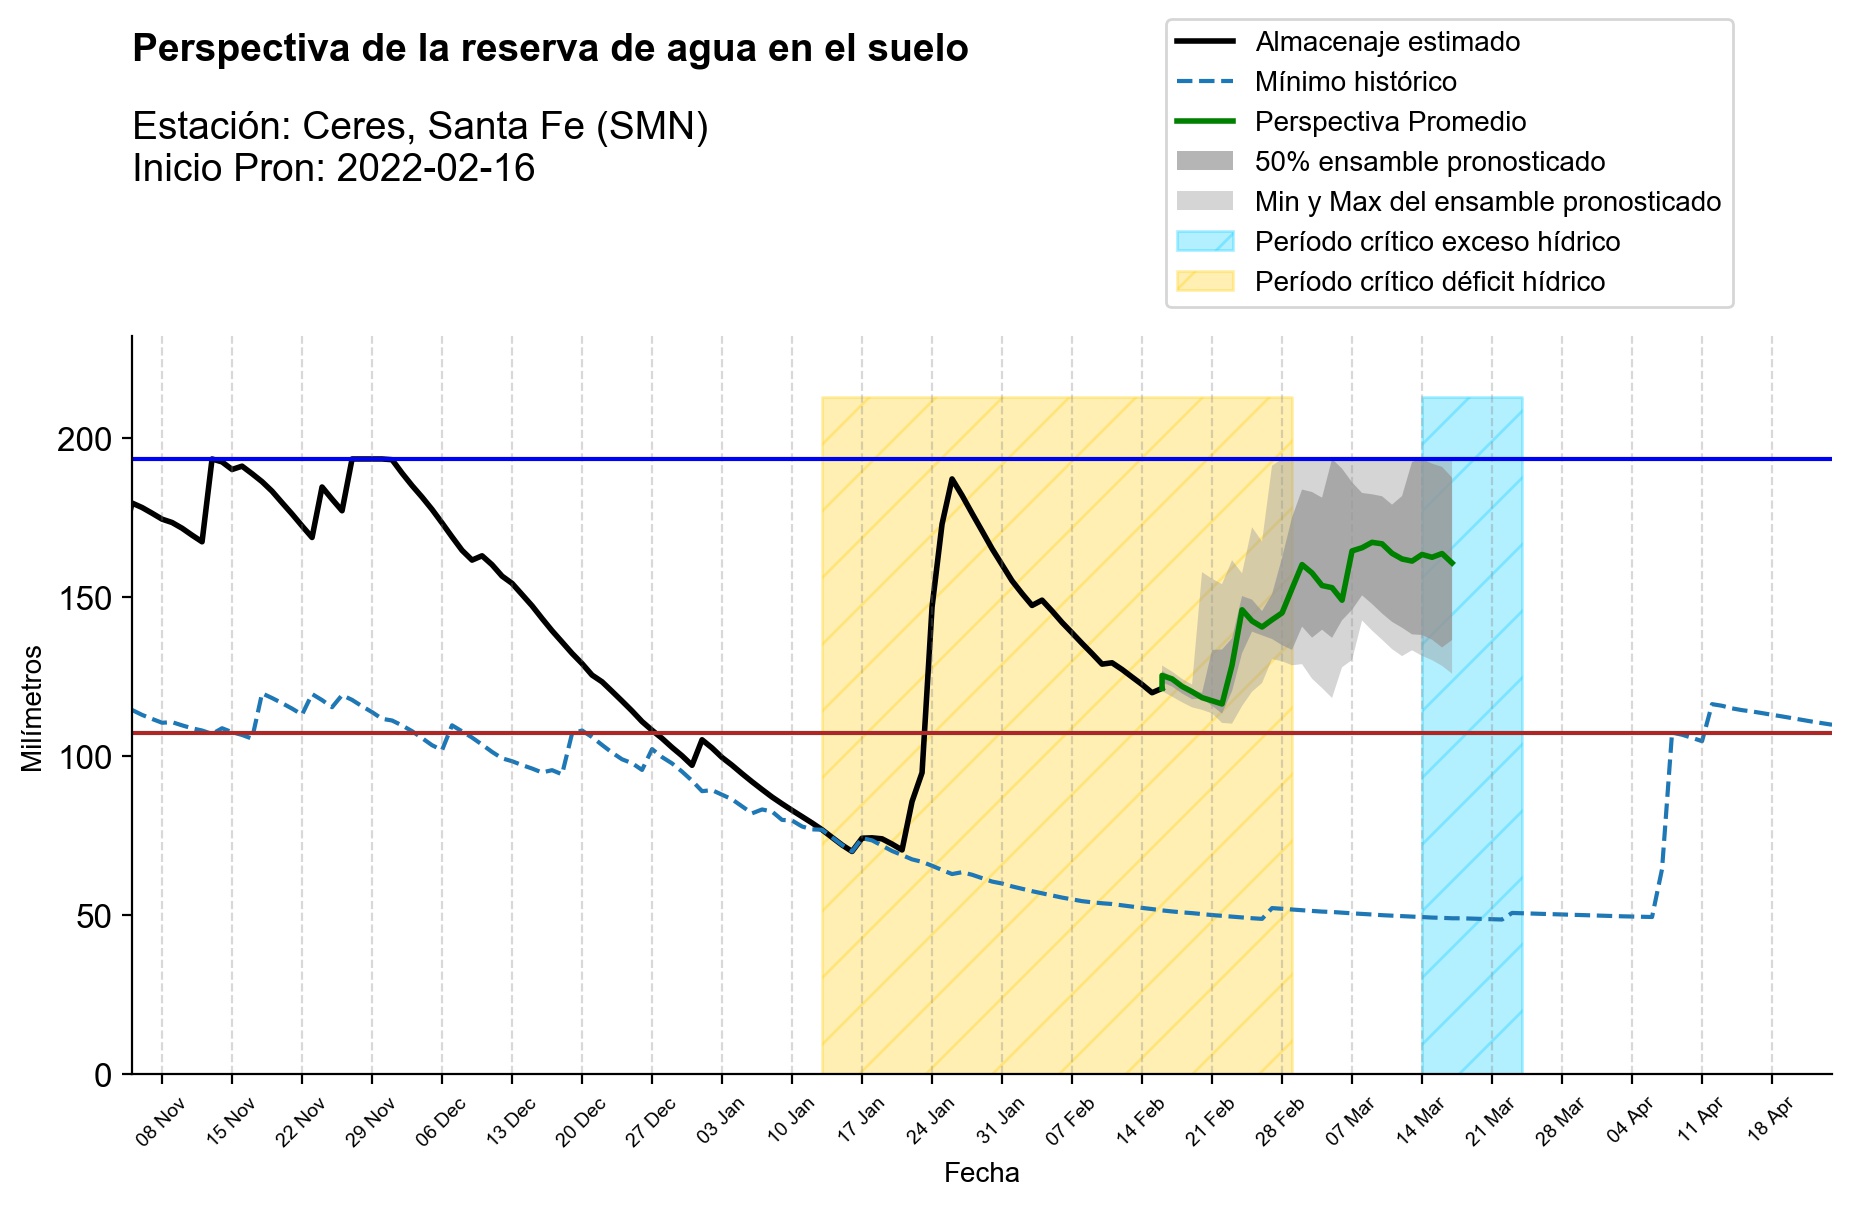 Perspectiva de la reserva de agua en el suelo
Estación: Ceres, Santa Fe (SMN)
Inicio Pron: 2022-02-16
Almacenaje estimado
Mínimo histórico
Perspectiva Promedio
50% ensamble pronosticado
Min y Max del ensamble pronosticado
Período crítico exceso hídrico
Período crítico déficit hídrico
200
150
100
50
0
Milímetros
08 Nov
15 Nov
22 Nov
29 Nov
06 Dec
13 Dec
20 Dec
27 Dec
03 Jan
10 Jan
17 Jan
24 Jan
31 Jan
07 Feb
14 Feb
21 Feb
28 Feb
07 Mar
14 Mar
21 Mar
28 Mar
04 Apr
11 Apr
18 Apr
Fecha